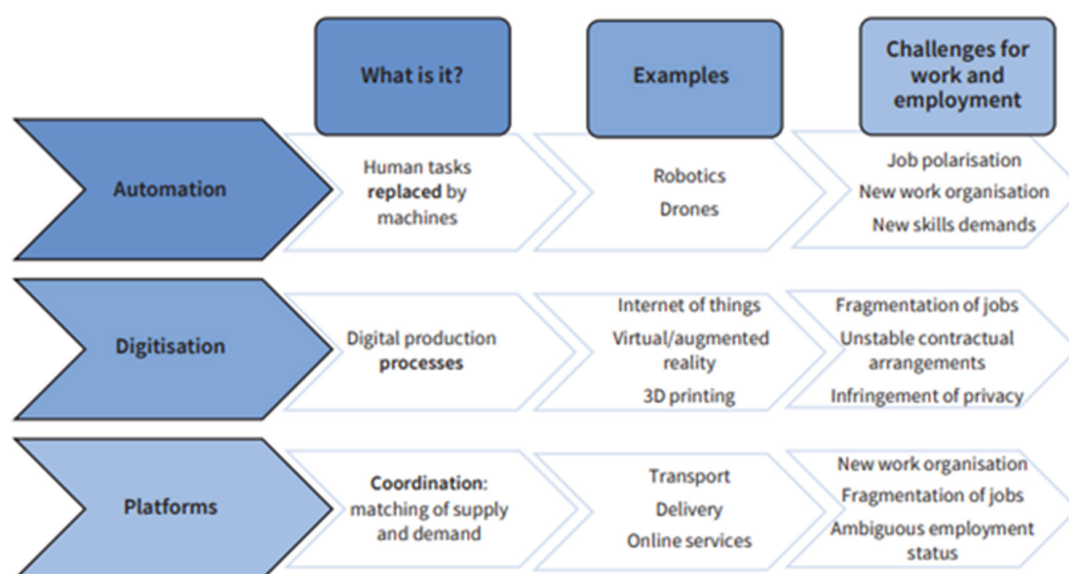 What is it?
Examples
Challenges for
work and
employment
Automation
Human tasks
replaced by
machines
Robotics
Drones
Job polarisation
New work organisation
New skills demands
Digitisation
Digital production
processes
Internet of things
Virtual/augmented
reality
3D printing
Fragmentation of jobs
Unstable contractual
arrangements
Infringement of privacy
Platforms
Coordination:
matching of supply
and demand
Transport
Delivery
Online services
New work organisation
Fragmentation of jobs
Ambiguous employment
status